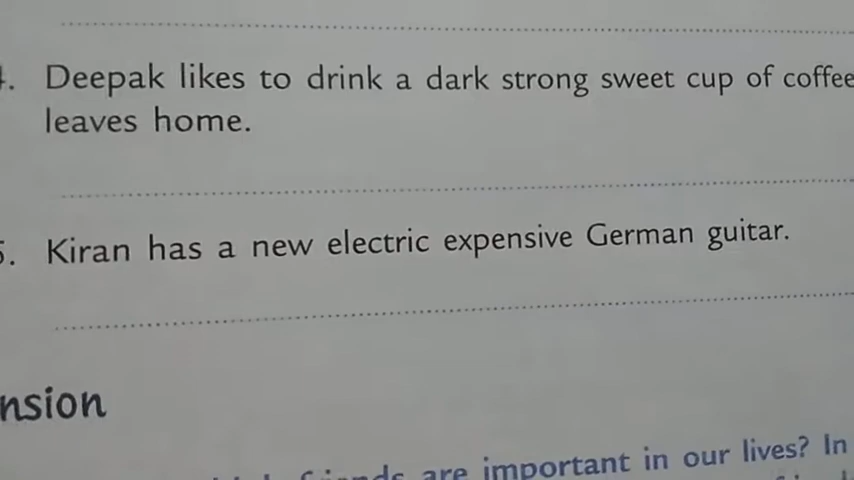 4. Deepak likes to drink a dark strong sweet cup of coffee
leaves home.
5. Kiran has a new electric expensive German guitar.
nsion
are important in our lives? In